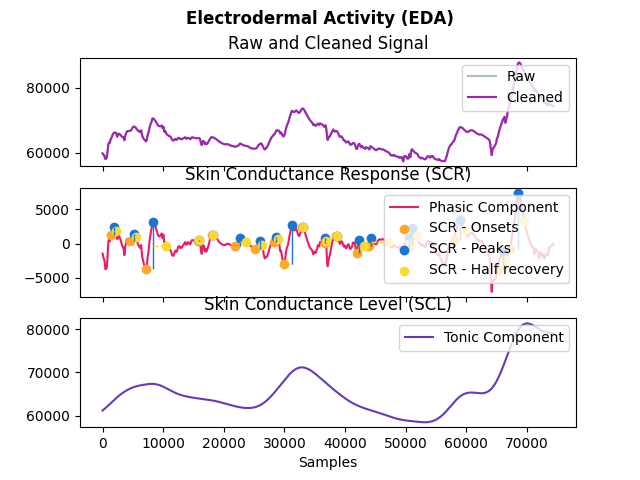 Electrodermal Activity (EDA)
Raw and Cleaned Signal
80000
60000
Raw
Cleaned
Skin Conductance Response (SCR)
5000
0
−5000
Phasic Component
SCR - Onsets
SCR - Peaks
SCR - Half recovery
Skin Conductance Level (SCL)
80000
70000
60000
Tonic Component
0 10000 20000 30000 40000 50000 60000 70000
Samples